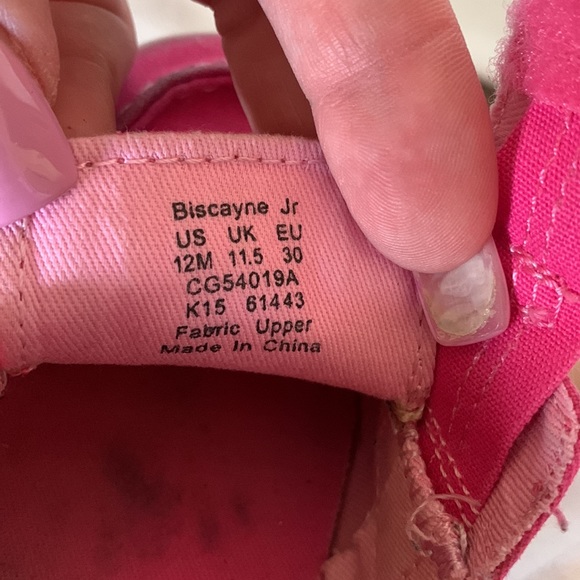 Biscayne Jr
US UK EU
12M 11.5 30
CG54019A
K15 61443
Fabric Upper
Made In China